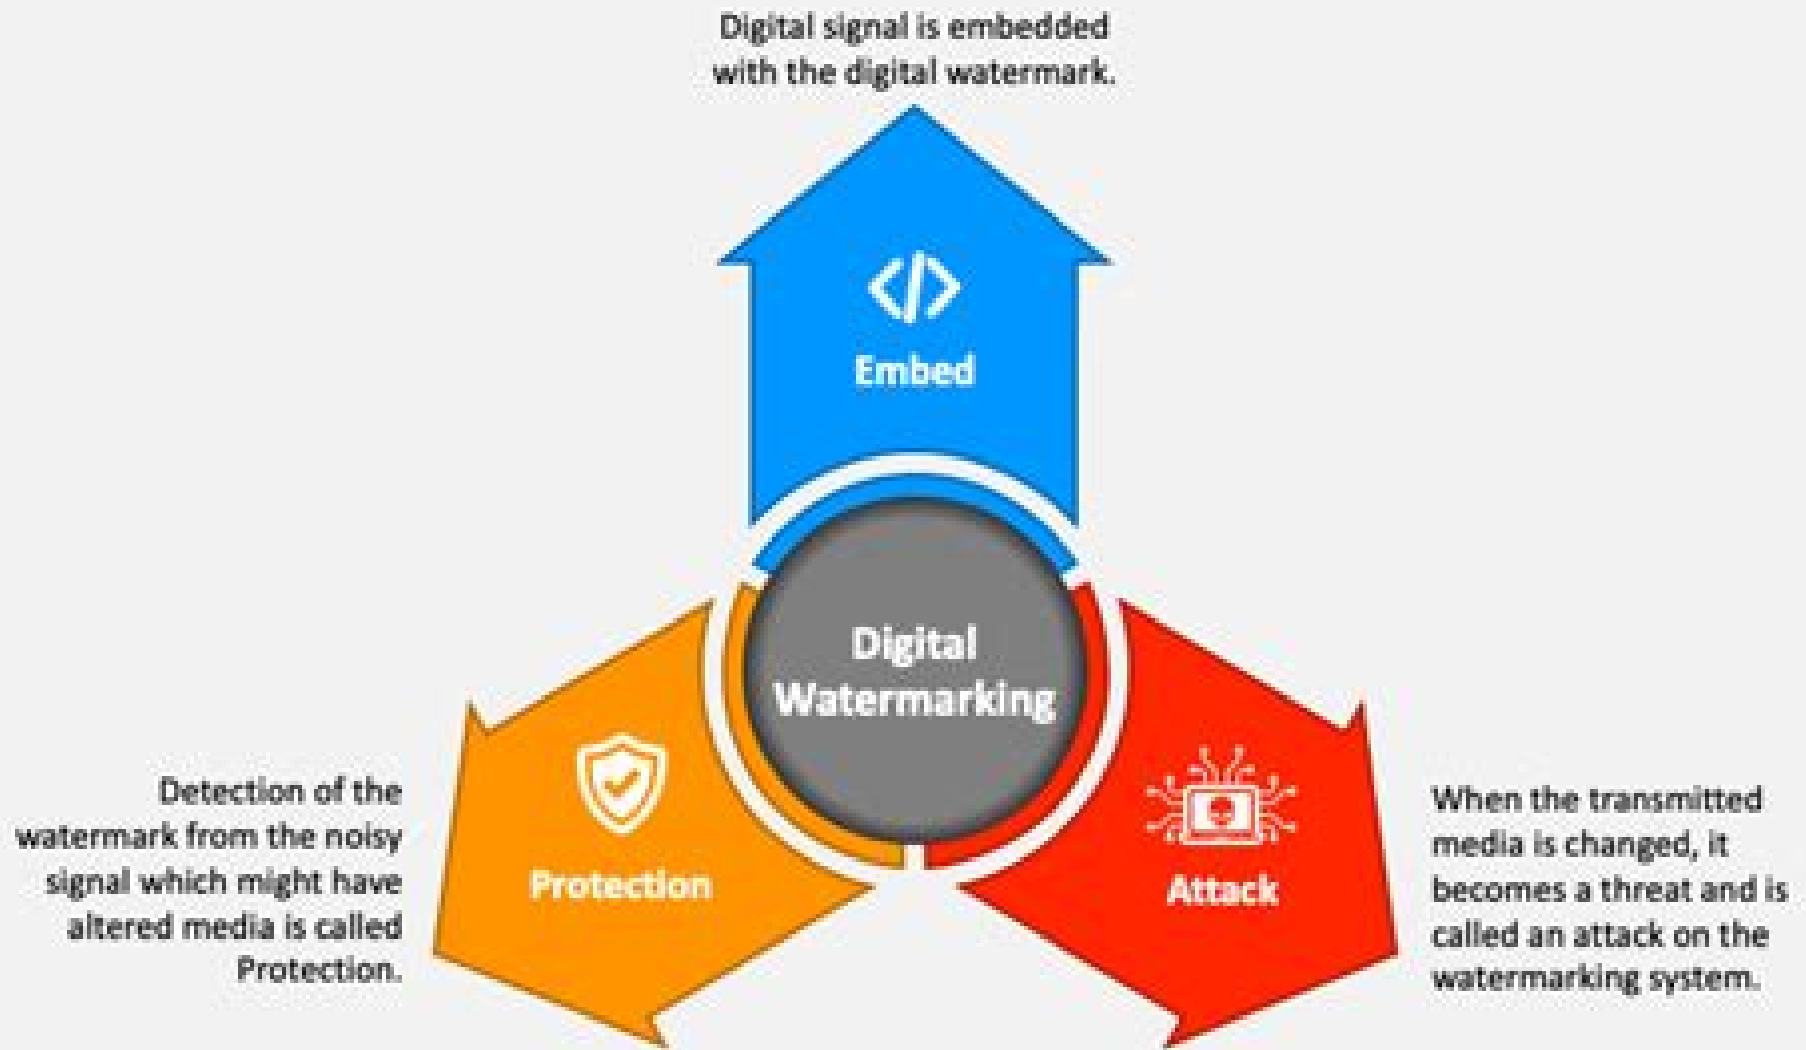 Digital signal is embedded
with the digital watermark.
</>
Embed
Digital
Watermarking
Protection
Detection of the
watermark from the noisy
signal which might have
altered media is called
Protection.
Attack
When the transmitted
media is changed, it
becomes a threat and is
called an attack on the
watermarking system.